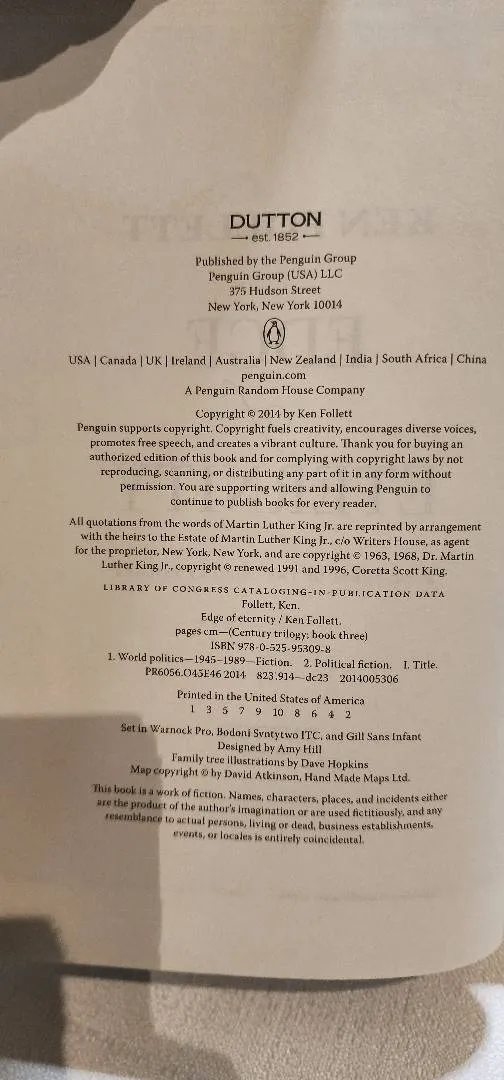 DUTTON
est. 1852
Published by the Penguin Group
Penguin Group (USA) LLC
375 Hudson Street
New York, New York 10014
USA | Canada | UK | Ireland | Australia | New Zealand | India | South Africa | China
penguin.com
A Penguin Random House Company
Copyright © 2014 by Ken Follett
Penguin supports copyright. Copyright fuels creativity, encourages diverse voices,
promotes free speech, and creates a vibrant culture. Thank you for buying an
authorized edition of this book and for complying with copyright laws by not
reproducing, scanning, or distributing any part of it in any form without
permission. You are supporting writers and allowing Penguin to
continue to publish books for every reader.
All quotations from the words of Martin Luther King Jr. are reprinted by arrangement
with the heirs to the Estate of Martin Luther King Jr., c/o Writers House, as agent
for the proprietor, New York, New York, and are copyright © 1963, 1968, Dr. Martin
Luther King Jr., copyright © renewed 1991 and 1996, Coretta Scott King.
LIBRARY OF CONGRESS CATALOGING-IN-PUBLICATION DATA
Follett, Ken.
Edge of eternity / Ken Follett.
pages cm—(Century trilogy; book three)
ISBN 978-0-525-95309-8
1. World politics—1945–1989—Fiction. 2. Political fiction. I. Title.
PR6056.O45E46 2014 823'.914—dc23 2014005306
Printed in the United States of America
1 3 5 7 9 10 8 6 4 2
Set in Warnock Pro, Bodoni Svntytwo ITC, and Gill Sans Infant
Designed by Amy Hill
Family tree illustrations by Dave Hopkins
Map copyright © by David Atkinson, Hand Made Maps Ltd.
This book is a work of fiction. Names, characters, places, and incidents either
are the product of the author's imagination or are used fictitiously, and any
resemblance to actual persons, living or dead, business establishments,
events, or locales is entirely coincidental.